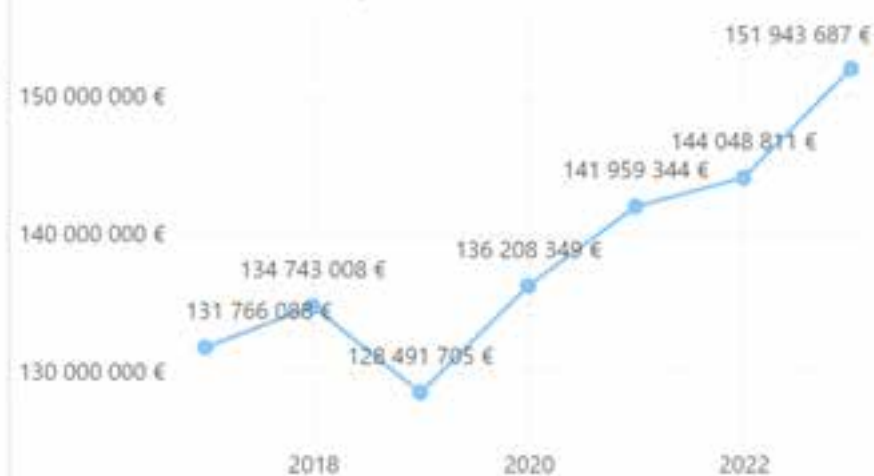 151 943 687 €
150 000 000 €
144 048 811 €
141 959 344 €
140 000 000 €
136 208 349 €
134 743 008 €
131 766 088 €
128 491 705 €
130 000 000 €
2018 2020 2022